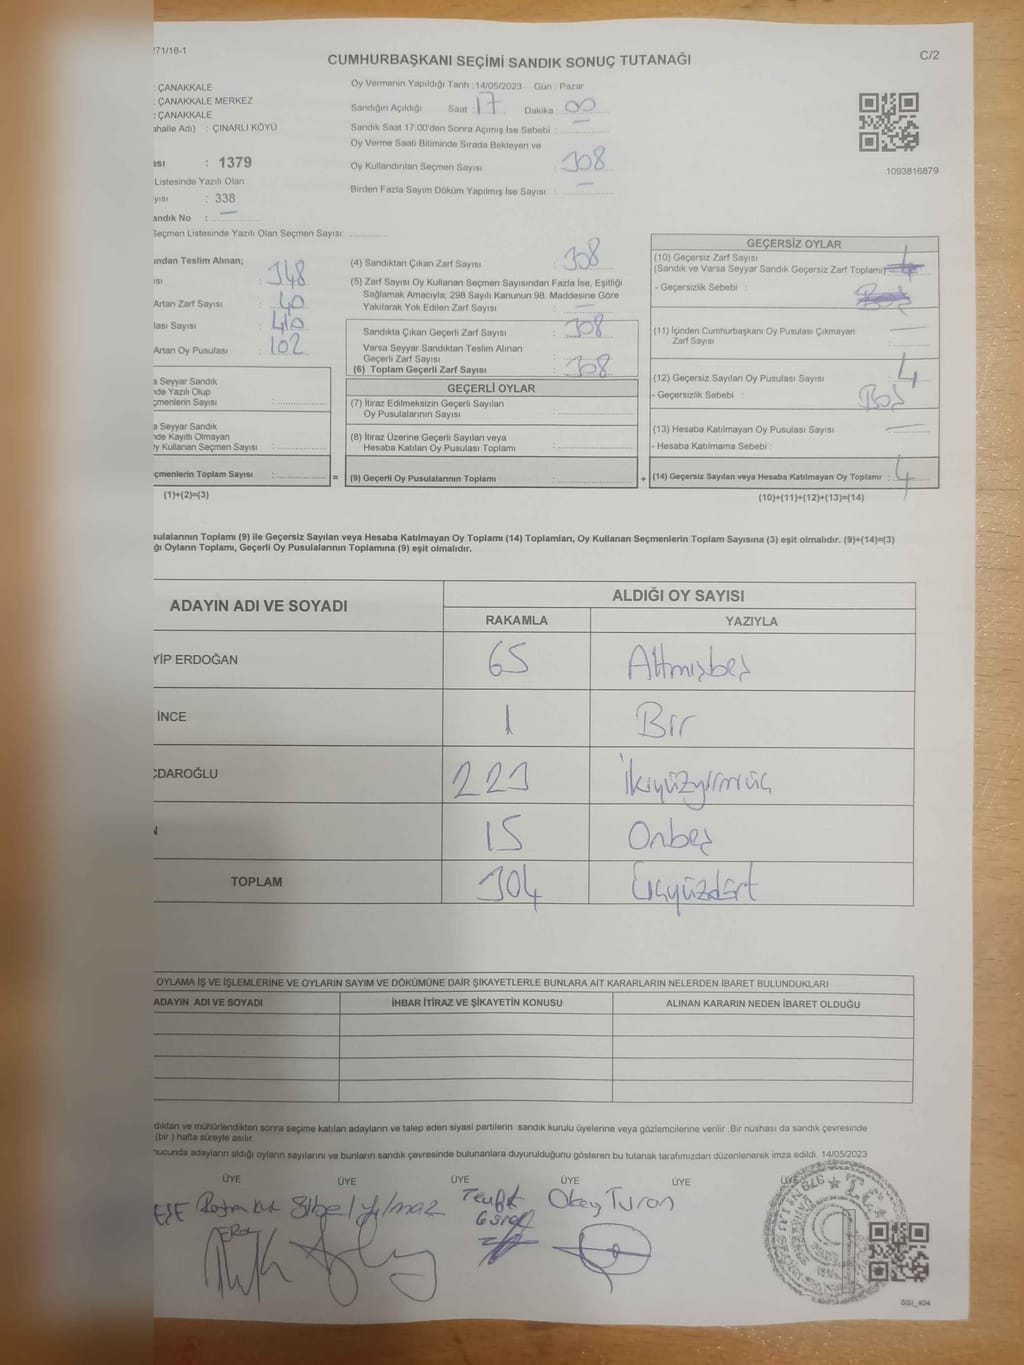 271/18-1
CUMHURBAŞKANI SEÇİMİ SANDIK SONUÇ TUTANAĞI
C/2
: ÇANAKKALE
: ÇANAKKALE MERKEZ
: ÇANAKKALE
ahalle Adı) : ÇINARLI KÖYÜ
ısı : 1379
Listesinde Yazılı Olan
yısı : 338
andık No : —
Seçmen Listesinde Yazılı Olan Seçmen Sayısı:
Oy Vermenin Yapıldığı Tarih : 14/05/2023 Gün : Pazar
Sandığın Açıldığı Saat : 17 Dakika : 00
Sandık Saat 17:00'den Sonra Açımış İse Sebebi : —
Oy Verme Saati Bitiminde Sırada Bekleyen ve
Oy Kullandırılan Seçmen Sayısı : 308
Birden Fazla Sayım Döküm Yapılmış İse Sayısı : —
1093816879
ından Teslim Alınan;
ısı : 348
Artan Zarf Sayısı : 40
lası Sayısı : 410
Artan Oy Pusulası : 102
a Seyyar Sandık
nde Yazılı Olup
çmenlerin Sayısı :
a Seyyar Sandık
nde Kayıtlı Olmayan
y Kullanan Seçmen Sayısı :
çmenlerin Toplam Sayısı : =
(1)+(2)=(3)
(4) Sandıktan Çıkan Zarf Sayısı : 308
(5) Zarf Sayısı Oy Kullanan Seçmen Sayısından Fazla İse, Eşitliği
Sağlamak Amacıyla; 298 Sayılı Kanunun 98. Maddesine Göre
Yakılarak Yok Edilen Zarf Sayısı : —
Sandıkta Çıkan Geçerli Zarf Sayısı : 308
Varsa Seyyar Sandıktan Teslim Alınan
Geçerli Zarf Sayısı :
(6) Toplam Geçerli Zarf Sayısı : 308
GEÇERLİ OYLAR
(7) İtiraz Edilmeksizin Geçerli Sayılan
Oy Pusulalarının Sayısı :
(8) İtiraz Üzerine Geçerli Sayılan veya
Hesaba Katılan Oy Pusulası Toplamı :
(9) Geçerli Oy Pusulalarının Toplamı : +
GEÇERSİZ OYLAR
(10) Geçersiz Zarf Sayısı
(Sandık ve Varsa Seyyar Sandık Geçersiz Zarf Toplamı) :
- Geçersizlik Sebebi :
(11) İçinden Cumhurbaşkanı Oy Pusulası Çıkmayan
Zarf Sayısı : —
(12) Geçersiz Sayılan Oy Pusulası Sayısı : 4
- Geçersizlik Sebebi : Boş
(13) Hesaba Katılmayan Oy Pusulası Sayısı : —
- Hesaba Katılmama Sebebi :
(14) Geçersiz Sayılan veya Hesaba Katılmayan Oy Toplamı : 4
(10)+(11)+(12)+(13)=(14)
sulalarının Toplamı (9) ile Geçersiz Sayılan veya Hesaba Katılmayan Oy Toplamı (14) Toplamları, Oy Kullanan Seçmenlerin Toplam Sayısına (3) eşit olmalıdır. (9)+(14)=(3)
ğı Oyların Toplamı, Geçerli Oy Pusulalarının Toplamına (9) eşit olmalıdır.
ADAYIN ADI VE SOYADI ALDIĞI OY SAYISI
RAKAMLA YAZIYLA
YİP ERDOĞAN 65 Altmışbeş
İNCE 1 Bir
ÇDAROĞLU 223 İkiyüzyirmiüç
N 15 Onbeş
TOPLAM 304 Üçyüzdört
OYLAMA İŞ VE İŞLEMLERİNE VE OYLARIN SAYIM VE DÖKÜMÜNE DAİR ŞİKAYETLERLE BUNLARA AİT KARARLARIN NELERDEN İBARET BULUNDUKLARI
ADAYIN ADI VE SOYADI İHBAR İTİRAZ VE ŞİKAYETİN KONUSU ALINAN KARARIN NEDEN İBARET OLDUĞU
dıktan ve mühürlendikten sonra seçime katılan adayların ve talep eden siyasi partilerin sandık kurulu üyelerine veya gözlemcilerine verilir .Bir nüshası da sandık çevresinde
(bir ) hafta süreyle asılır.
nucunda adayların aldığı oyların sayılarını ve bunların sandık çevresinde bulunanlara duyurulduğunu gösteren bu tutanak tarafımızdan düzenlenerek imza edildi. 14/05/2023
ÜYE ÜYE ÜYE ÜYE ÜYE ÜYE
Sibel Yılmaz Tevfik Okay Turan
SSİ_404